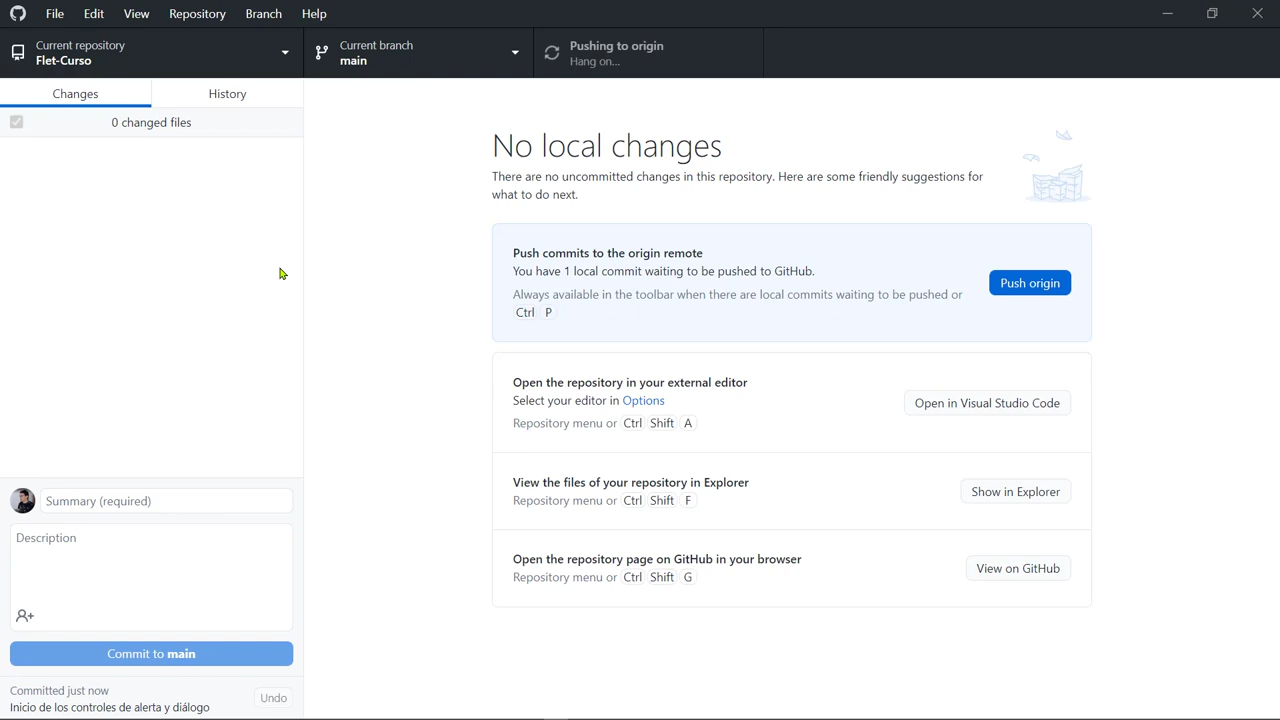 File Edit View Repository Branch Help
Current repository
Flet-Curso
Current branch
main
Pushing to origin
Hang on...
Changes
History
0 changed files
No local changes
There are no uncommitted changes in this repository. Here are some friendly suggestions for
what to do next.
Push commits to the origin remote
You have 1 local commit waiting to be pushed to GitHub.
Always available in the toolbar when there are local commits waiting to be pushed or
Ctrl P
Push origin
Open the repository in your external editor
Select your editor in Options
Repository menu or Ctrl Shift A
Open in Visual Studio Code
View the files of your repository in Explorer
Repository menu or Ctrl Shift F
Show in Explorer
Open the repository page on GitHub in your browser
Repository menu or Ctrl Shift G
View on GitHub
Summary (required)
Description
Commit to main
Committed just now
Inicio de los controles de alerta y diálogo
Undo